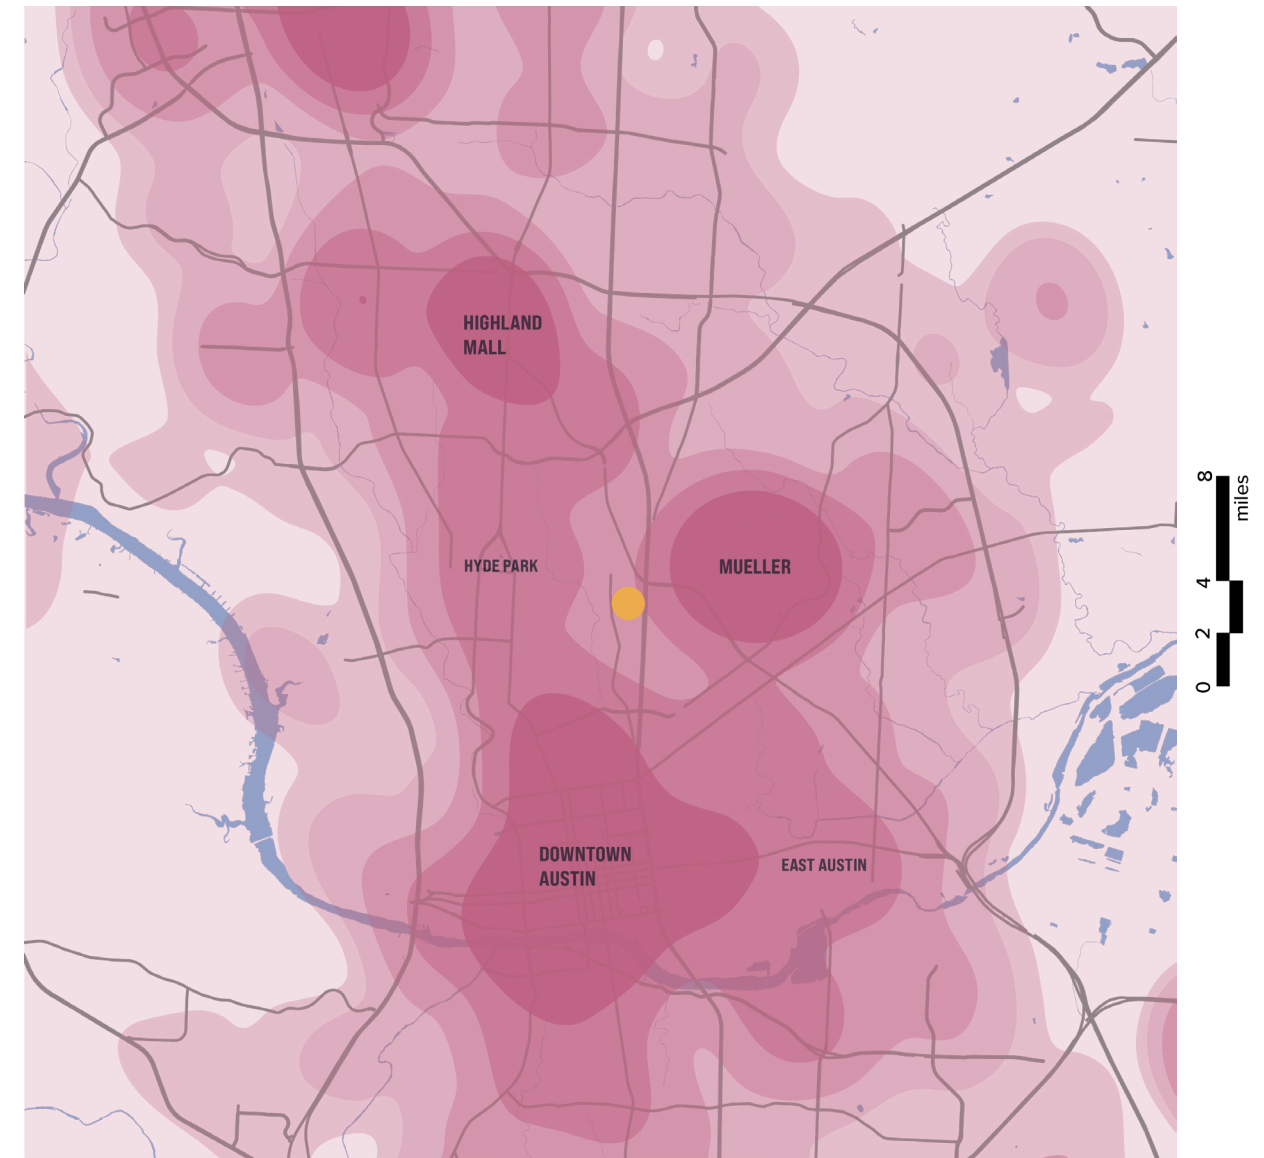 HIGHLAND
MALL
HYDE PARK
MUELLER
DOWNTOWN
AUSTIN
EAST AUSTIN
8
4
2
0
miles